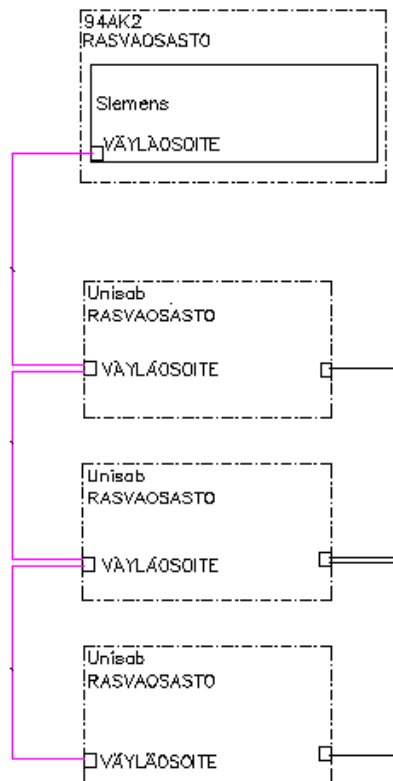 94AK2
RASVAOSASTO
Siemens
VÄYLÄOSOITE
Unisab
RASVAOSASTO
VÄYLÄOSOITE
Unisab
RASVAOSASTO
VÄYLÄOSOITE
Unisab
RASVAOSASTO
VÄYLÄOSOITE